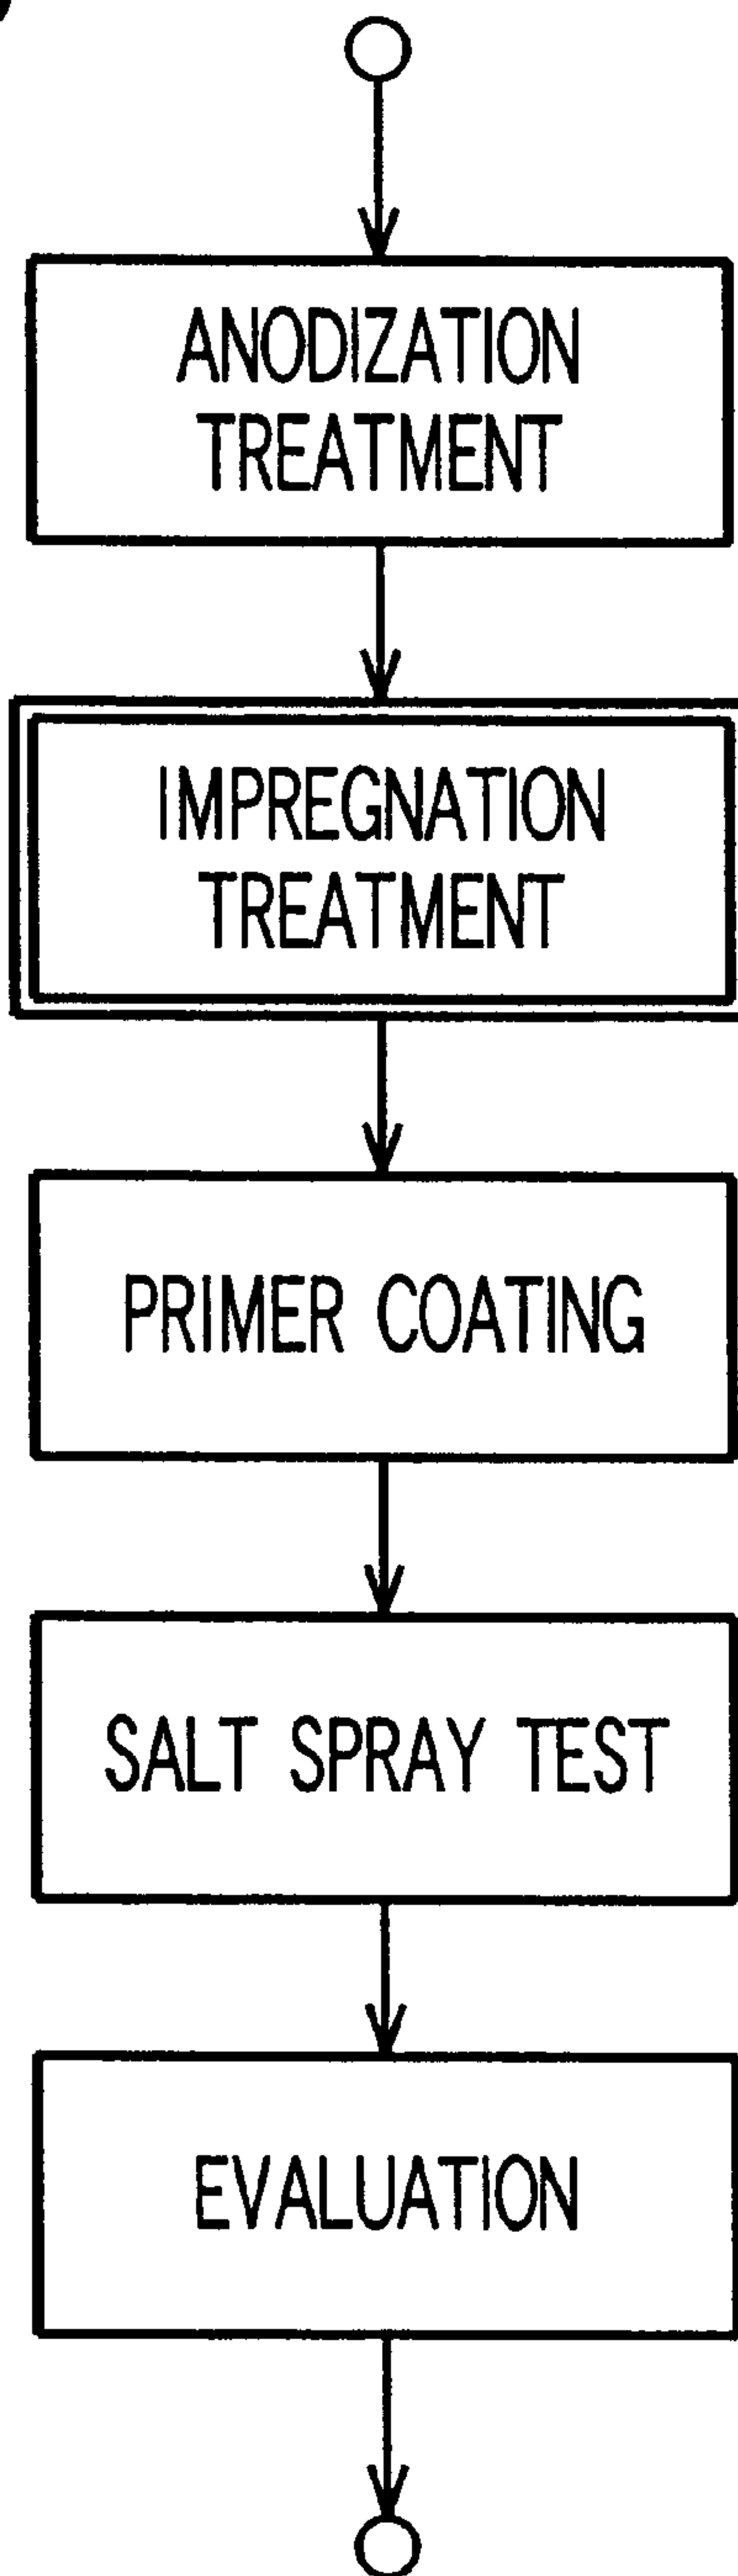 ANODIZATION
TREATMENT
IMPREGNATION
TREATMENT
PRIMER COATING
SALT SPRAY TEST
EVALUATION